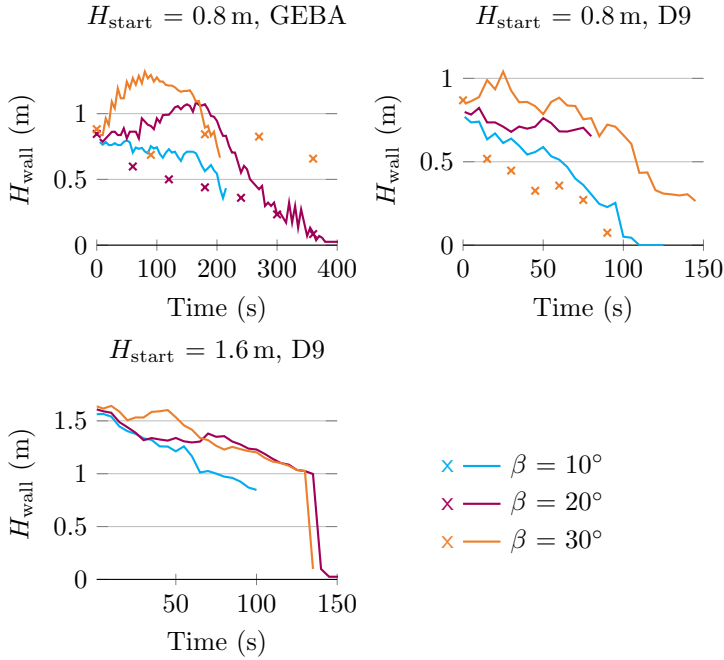 H_start = 0.8 m, GEBA
H_wall (m)
1
0.5
0
0 100 200 300 400
Time (s)
H_start = 0.8 m, D9
H_wall (m)
1
0.5
0
0 50 100 150
Time (s)
H_start = 1.6 m, D9
H_wall (m)
1.5
1
0.5
0
50 100 150
Time (s)
β = 10°
β = 20°
β = 30°